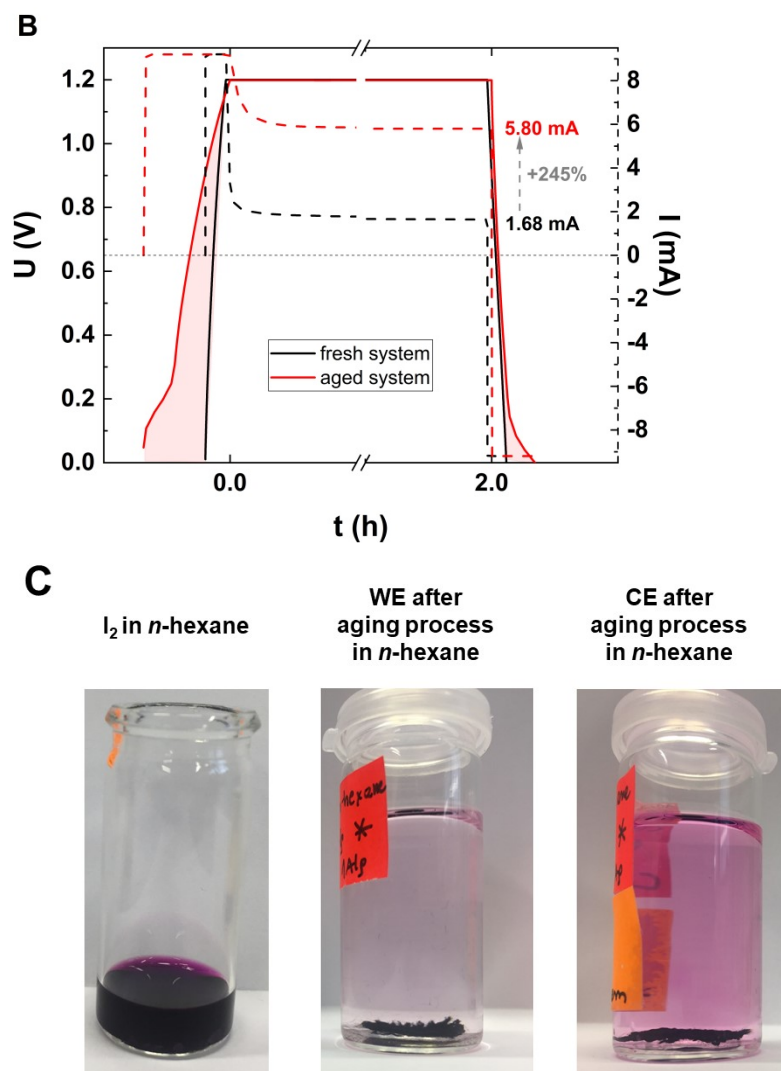 B
1.2
1.0
0.8
0.6
0.4
0.2
0.0
U (V)
8
6
4
2
0
-2
-4
-6
-8
I (mA)
5.80 mA
+245%
1.68 mA
fresh system
aged system
0.0
2.0
t (h)
C
I₂ in n-hexane
WE after
aging process
in n-hexane
CE after
aging process
in n-hexane
hexane